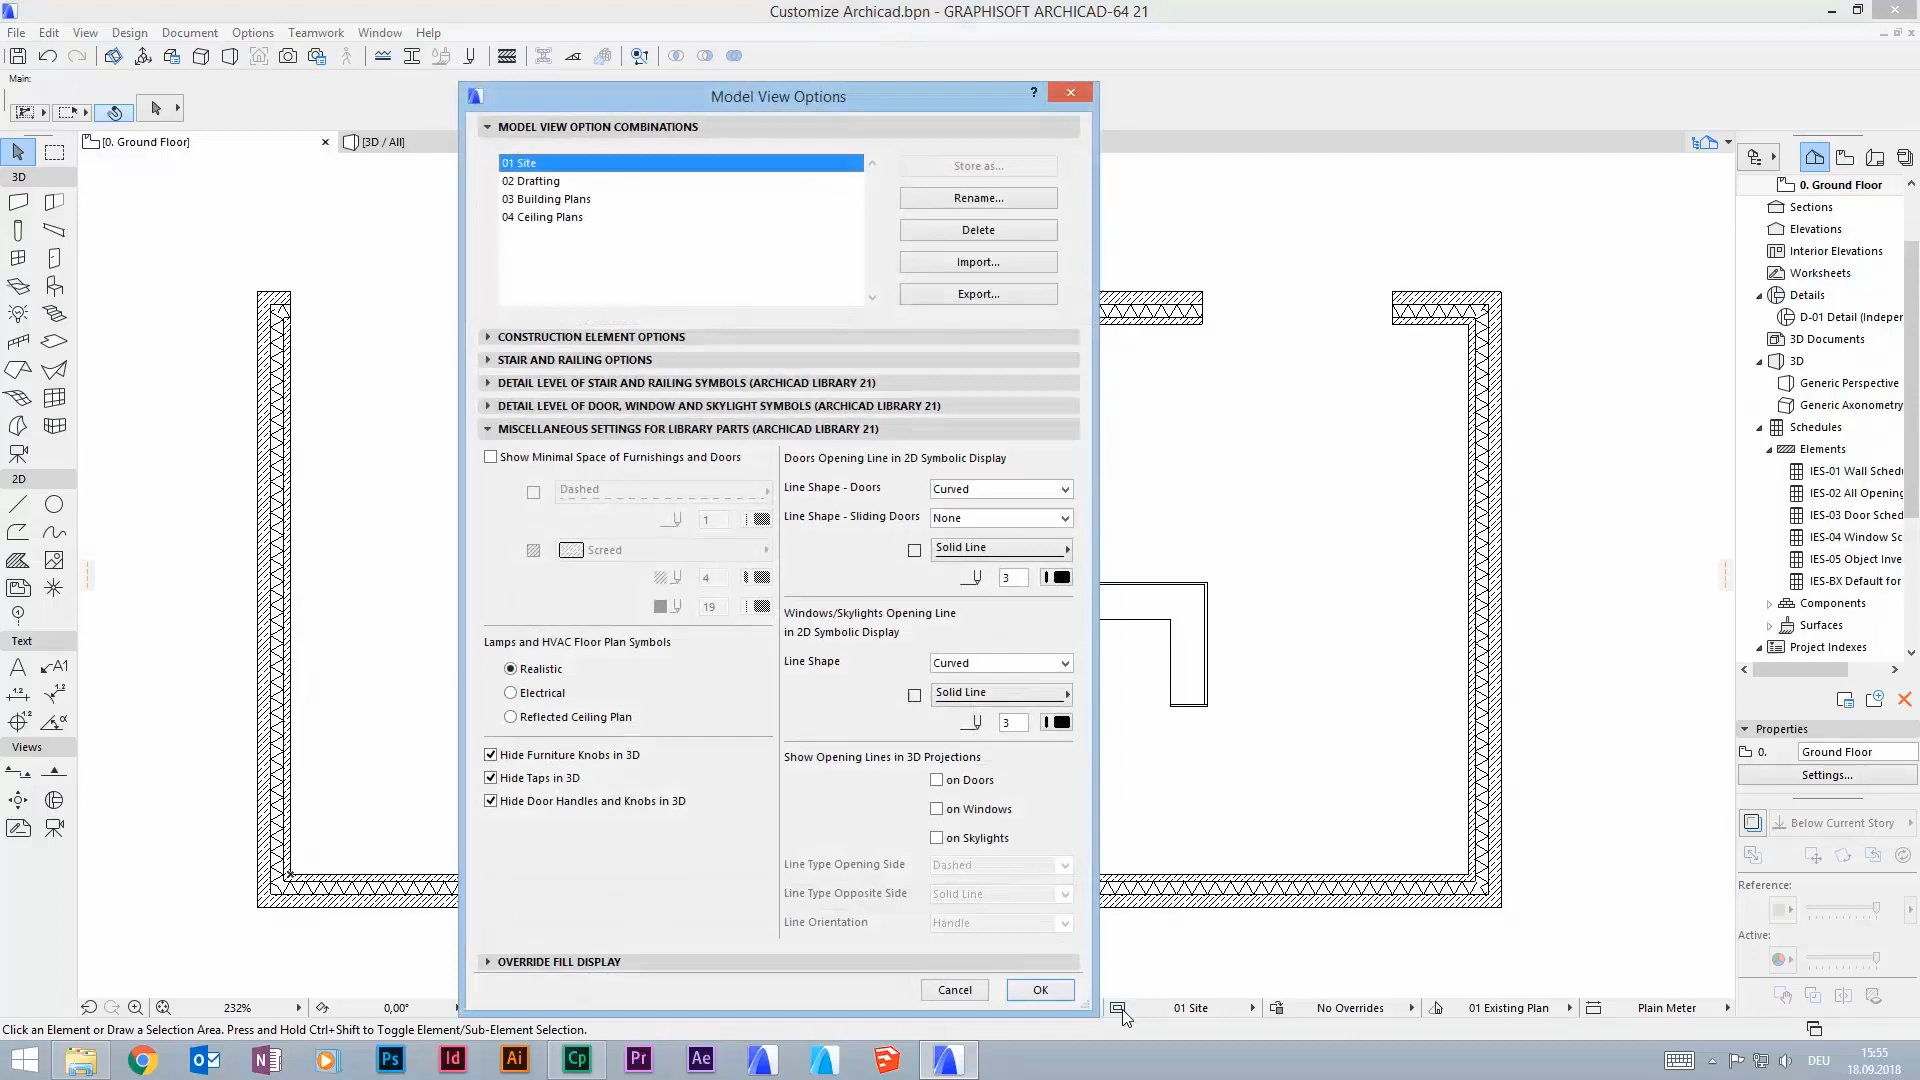 Customize Archicad.bpn - GRAPHISOFT ARCHICAD-64 21
File Edit View Design Document Options Teamwork Window Help
Main:
[0. Ground Floor]
[3D / All]
Model View Options
?
MODEL VIEW OPTION COMBINATIONS
01 Site
02 Drafting
03 Building Plans
04 Ceiling Plans
Store as...
Rename...
Delete
Import...
Export...
CONSTRUCTION ELEMENT OPTIONS
STAIR AND RAILING OPTIONS
DETAIL LEVEL OF STAIR AND RAILING SYMBOLS (ARCHICAD LIBRARY 21)
DETAIL LEVEL OF DOOR, WINDOW AND SKYLIGHT SYMBOLS (ARCHICAD LIBRARY 21)
MISCELLANEOUS SETTINGS FOR LIBRARY PARTS (ARCHICAD LIBRARY 21)
Show Minimal Space of Furnishings and Doors
Dashed
1
Screed
4
19
Lamps and HVAC Floor Plan Symbols
Realistic
Electrical
Reflected Ceiling Plan
Hide Furniture Knobs in 3D
Hide Taps in 3D
Hide Door Handles and Knobs in 3D
Doors Opening Line in 2D Symbolic Display
Line Shape - Doors Curved
Line Shape - Sliding Doors None
Solid Line
3
Windows/Skylights Opening Line
in 2D Symbolic Display
Line Shape Curved
Solid Line
3
Show Opening Lines in 3D Projections
on Doors
on Windows
on Skylights
Line Type Opening Side Dashed
Line Type Opposite Side Solid Line
Line Orientation Handle
OVERRIDE FILL DISPLAY
Cancel
OK
3D
2D
Text
A
A1
1.2
1.2
1.2
Views
0. Ground Floor
Sections
Elevations
Interior Elevations
Worksheets
Details
D-01 Detail (Indeper
3D Documents
3D
Generic Perspective
Generic Axonometry
Schedules
Elements
IES-01 Wall Sched
IES-02 All Opening
IES-03 Door Sched
IES-04 Window Sc
IES-05 Object Inve
IES-BX Default for
Components
Surfaces
Project Indexes
Properties
0. Ground Floor
Settings...
Below Current Story
Reference:
Active:
232%
0,00°
01 Site
No Overrides
01 Existing Plan
Plain Meter
Click an Element or Draw a Selection Area. Press and Hold Ctrl+Shift to Toggle Element/Sub-Element Selection.
Ps
Id
Ai
Cp
Pr
Ae
DEU
15:55
18.09.2018